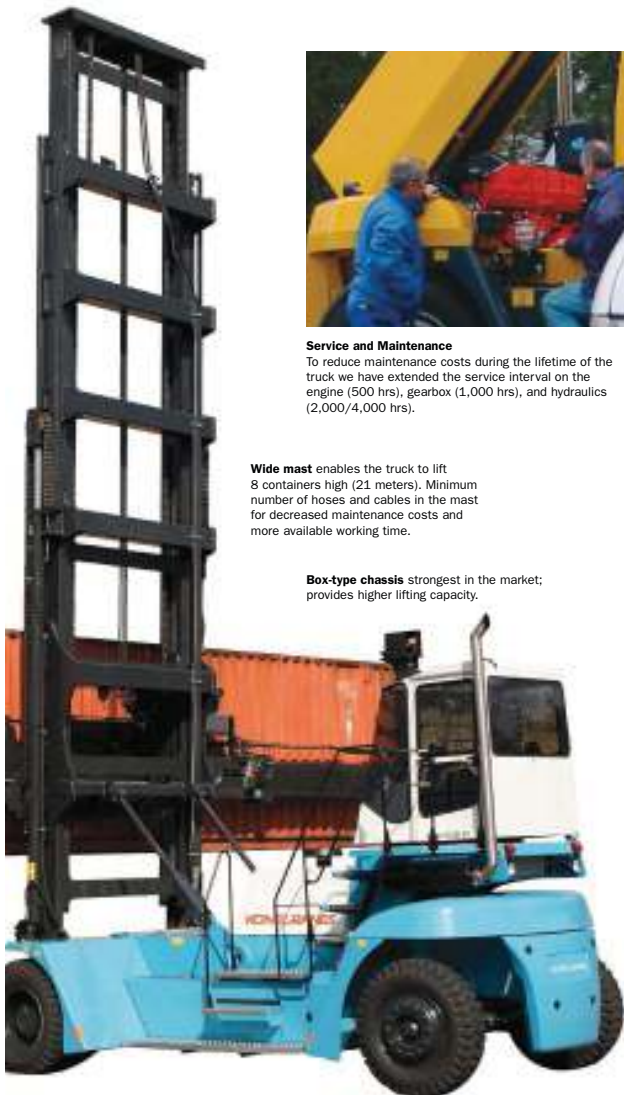 Service and Maintenance
To reduce maintenance costs during the lifetime of the
truck we have extended the service interval on the
engine (500 hrs), gearbox (1,000 hrs), and hydraulics
(2,000/4,000 hrs).
Wide mast enables the truck to lift
8 containers high (21 meters). Minimum
number of hoses and cables in the mast
for decreased maintenance costs and
more available working time.
Box-type chassis strongest in the market;
provides higher lifting capacity.
KONECRANES